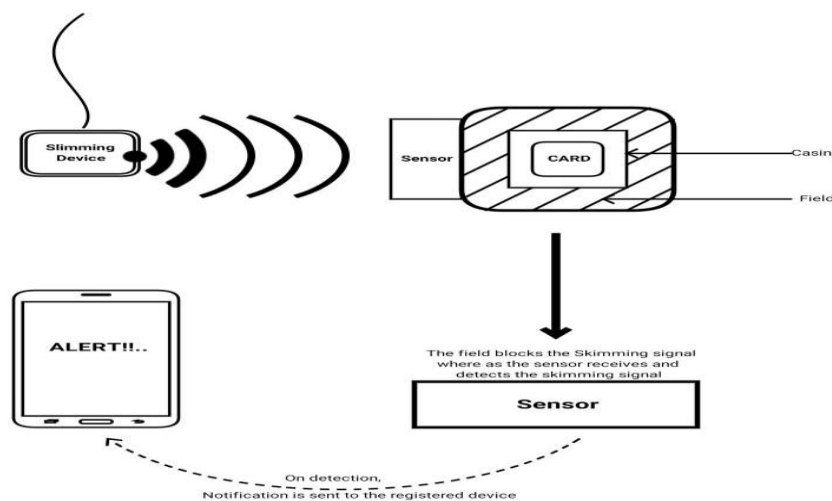 Slimming
Device
Sensor
CARD
Casin
Field
ALERT!!..
The field blocks the Skimming signal
where as the sensor receives and
detects the skimming signal
Sensor
On detection,
Notification is sent to the registered device